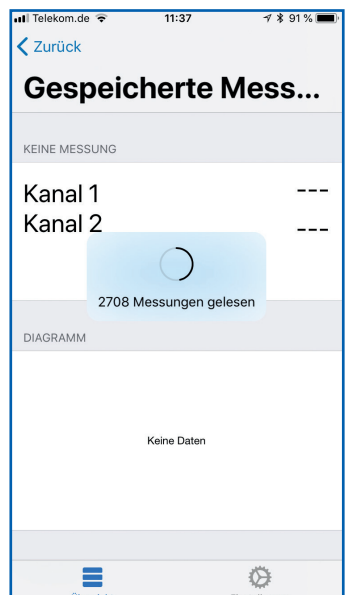 Telekom.de 11:37 91 %
Zurück
Gespeicherte Mess...
KEINE MESSUNG
Kanal 1 ---
Kanal 2 ---
2708 Messungen gelesen
DIAGRAMM
Keine Daten